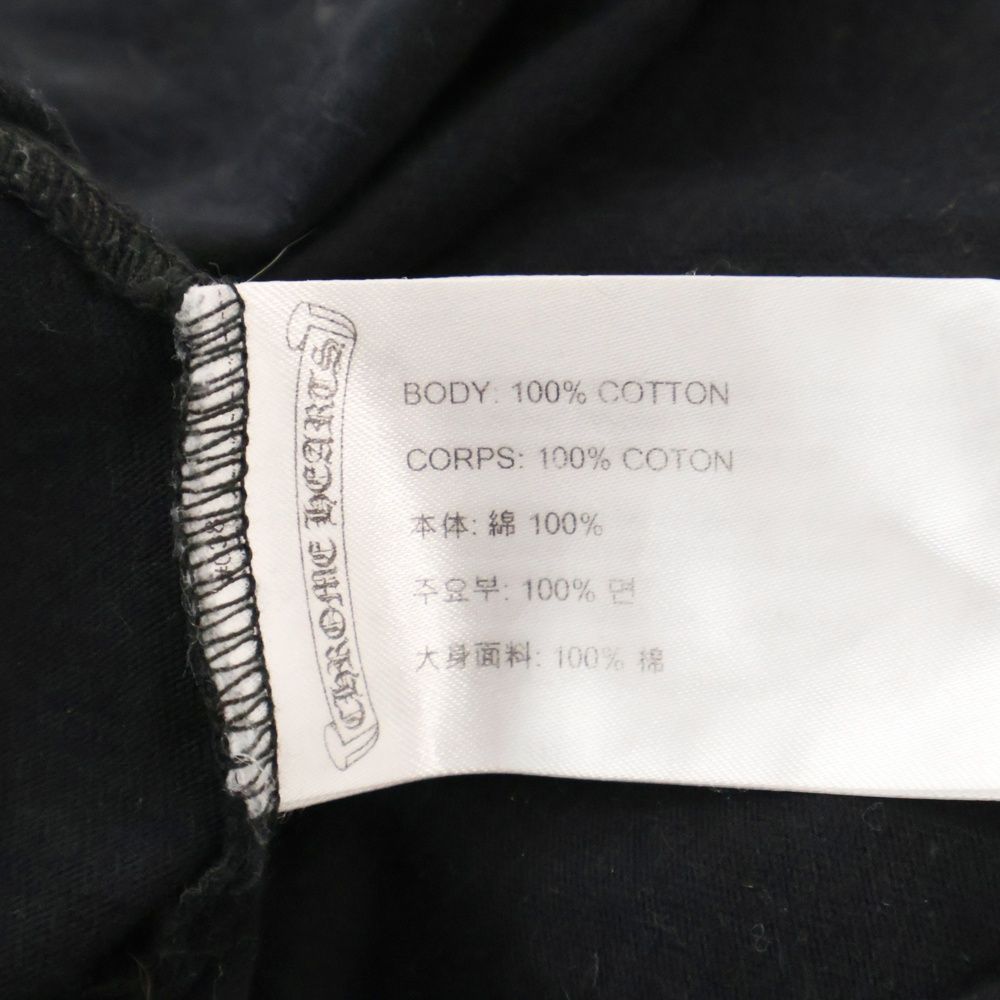 CHROME HEARTS
BODY: 100% COTTON
CORPS: 100% COTON
本体: 綿 100%
주요부: 100% 면
大身面料: 100% 棉